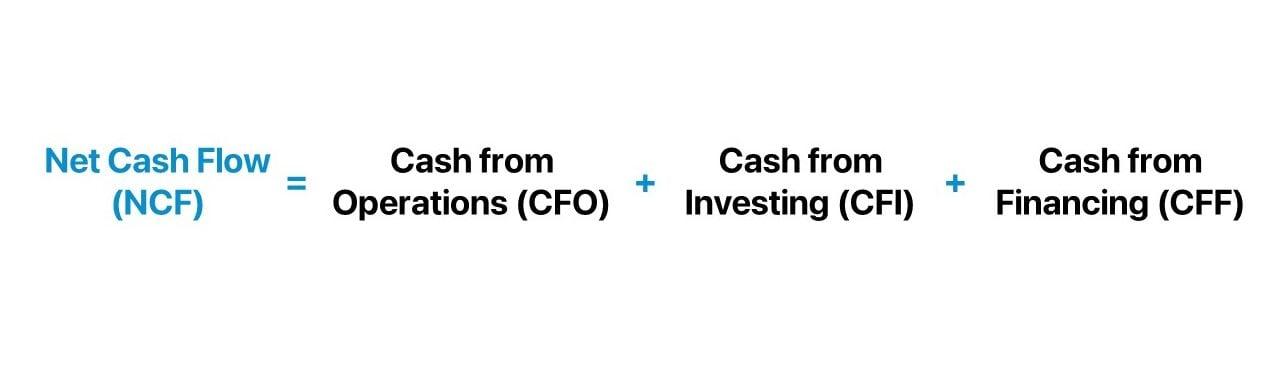 Net Cash Flow
(NCF)
=
Cash from
Operations (CFO)
+
Cash from
Investing (CFI)
+
Cash from
Financing (CFF)